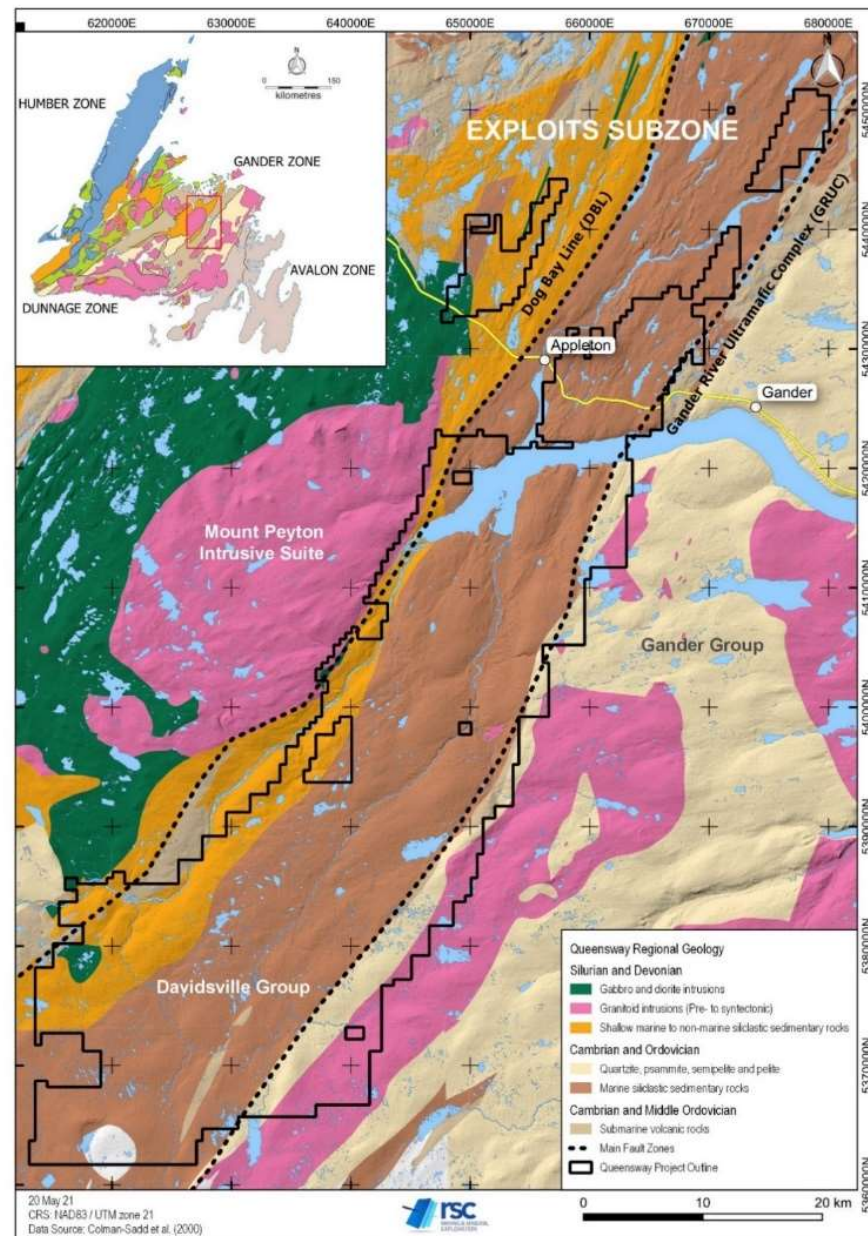 620000E
630000E
640000E
650000E
660000E
670000E
680000E
N
0
150
kilometres
HUMBER ZONE
GANDER ZONE
AVALON ZONE
DUNNAGE ZONE
EXPLOITS SUBZONE
N
5450000N
5440000N
5430000N
5420000N
5410000N
5400000N
5390000N
5380000N
5370000N
5360000N
Dog Bay Line (DBL)
Gander River Ultramafic Complex (GRUC)
Appleton
Gander
Mount Peyton
Intrusive Suite
Gander Group
Davidsville Group
Queensway Regional Geology
Silurian and Devonian
Gabbro and diorite intrusions
Granitoid intrusions (Pre- to syntectonic)
Shallow marine to non-marine siliclastic sedimentary rocks
Cambrian and Ordovician
Quartzite, psammite, semipelite and pelite
Marine siliclastic sedimentary rocks
Cambrian and Middle Ordovician
Submarine volcanic rocks
Main Fault Zones
Queensway Project Outline
20 May 21
CRS: NAD83 / UTM zone 21
Data Source: Colman-Sadd et al. (2000)
rsc
MINING & MINERAL
EXPLORATION
0
10
20 km